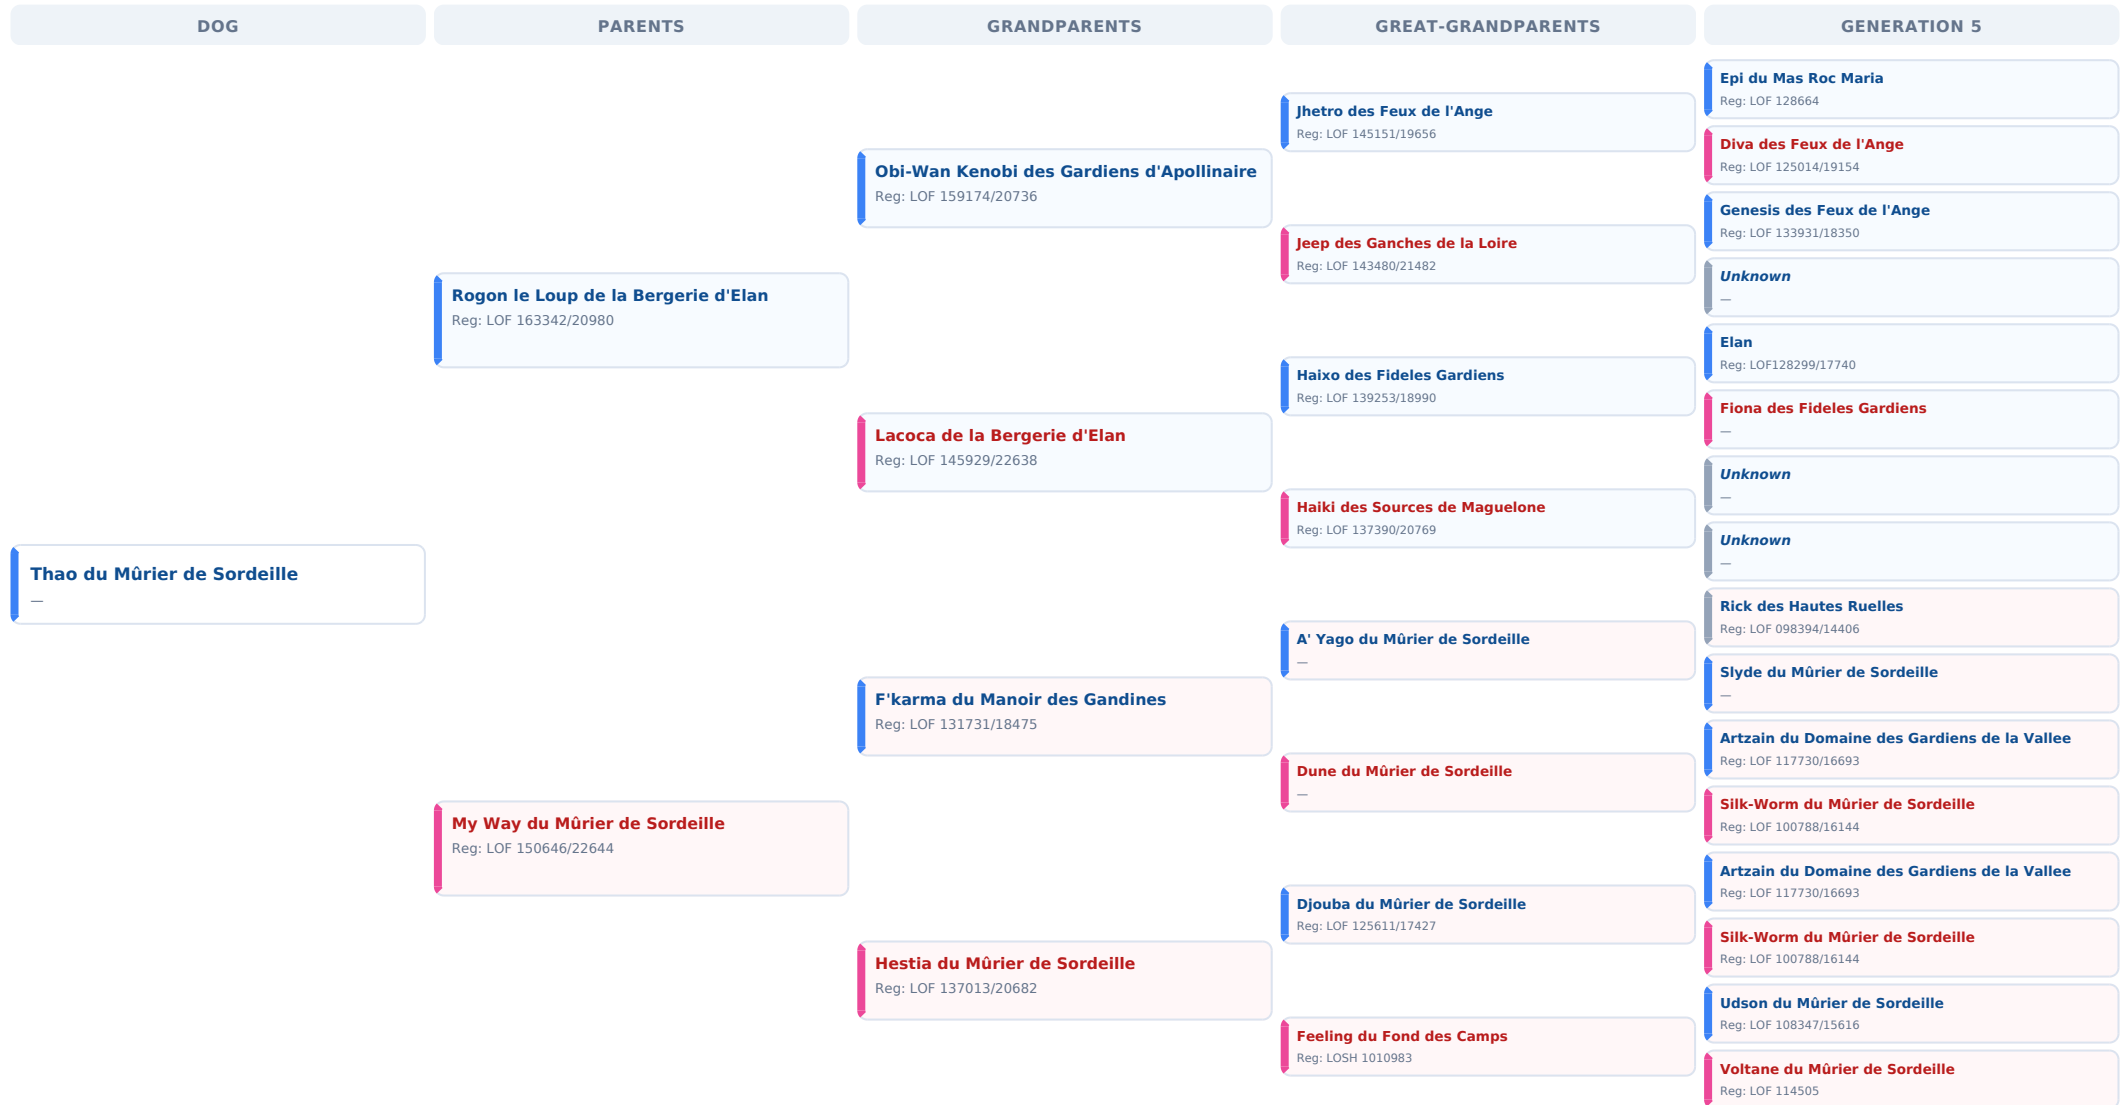 DOG
PARENTS
GRANDPARENTS
GREAT-GRANDPARENTS
GENERATION 5
Thao du Mûrier de Sordeille
—
Rogon le Loup de la Bergerie d'Elan
Reg: LOF 163342/20980
My Way du Mûrier de Sordeille
Reg: LOF 150646/22644
Obi-Wan Kenobi des Gardiens d'Apollinaire
Reg: LOF 159174/20736
Lacoca de la Bergerie d'Elan
Reg: LOF 145929/22638
F'karma du Manoir des Gandines
Reg: LOF 131731/18475
Hestia du Mûrier de Sordeille
Reg: LOF 137013/20682
Jhetro des Feux de l'Ange
Reg: LOF 145151/19656
Jeep des Ganches de la Loire
Reg: LOF 143480/21482
Haixo des Fideles Gardiens
Reg: LOF 139253/18990
Haiki des Sources de Maguelone
Reg: LOF 137390/20769
A' Yago du Mûrier de Sordeille
—
Dune du Mûrier de Sordeille
—
Djouba du Mûrier de Sordeille
Reg: LOF 125611/17427
Feeling du Fond des Camps
Reg: LOSH 1010983
Epi du Mas Roc Maria
Reg: LOF 128664
Diva des Feux de l'Ange
Reg: LOF 125014/19154
Genesis des Feux de l'Ange
Reg: LOF 133931/18350
Unknown
—
Elan
Reg: LOF128299/17740
Fiona des Fideles Gardiens
—
Unknown
—
Unknown
—
Rick des Hautes Ruelles
Reg: LOF 098394/14406
Slyde du Mûrier de Sordeille
—
Artzain du Domaine des Gardiens de la Vallee
Reg: LOF 117730/16693
Silk-Worm du Mûrier de Sordeille
Reg: LOF 100788/16144
Artzain du Domaine des Gardiens de la Vallee
Reg: LOF 117730/16693
Silk-Worm du Mûrier de Sordeille
Reg: LOF 100788/16144
Udson du Mûrier de Sordeille
Reg: LOF 108347/15616
Voltane du Mûrier de Sordeille
Reg: LOF 114505